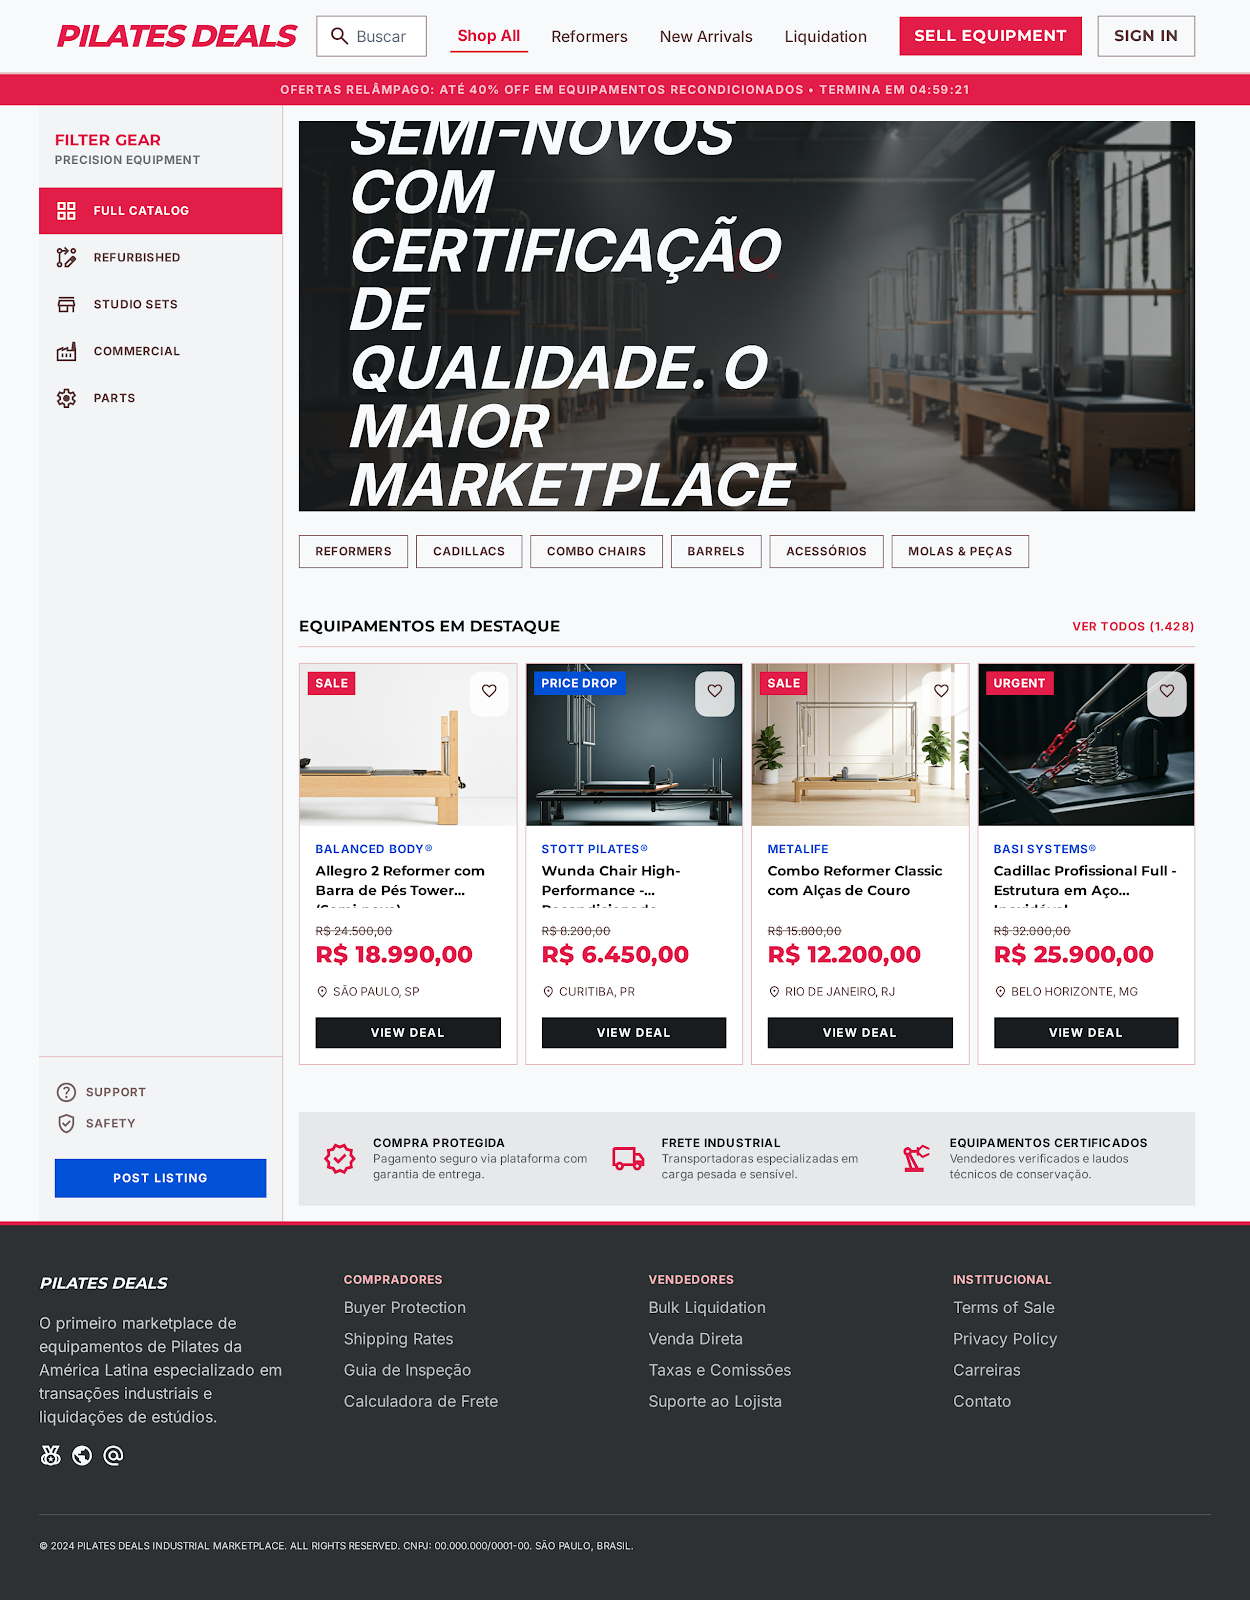 PILATES DEALS
Buscar
Shop All
Reformers
New Arrivals
Liquidation
SELL EQUIPMENT
SIGN IN
OFERTAS RELÂMPAGO: ATÉ 40% OFF EM EQUIPAMENTOS RECONDICIONADOS • TERMINA EM 04:59:21
FILTER GEAR
PRECISION EQUIPMENT
FULL CATALOG
REFURBISHED
STUDIO SETS
COMMERCIAL
PARTS
SEMI-NOVOS
COM
CERTIFICAÇÃO
DE
QUALIDADE. O
MAIOR
MARKETPLACE
REFORMERS
CADILLACS
COMBO CHAIRS
BARRELS
ACESSÓRIOS
MOLAS & PEÇAS
EQUIPAMENTOS EM DESTAQUE
VER TODOS (1.428)
SALE
BALANCED BODY®
Allegro 2 Reformer com
Barra de Pés Tower...
(Semi-novo)
R$ 24.500,00
R$ 18.990,00
SÃO PAULO, SP
VIEW DEAL
PRICE DROP
STOTT PILATES®
Wunda Chair High-
Performance -...
Recondicionado
R$ 8.200,00
R$ 6.450,00
CURITIBA, PR
VIEW DEAL
SALE
METALIFE
Combo Reformer Classic
com Alças de Couro
R$ 15.800,00
R$ 12.200,00
RIO DE JANEIRO, RJ
VIEW DEAL
URGENT
BASI SYSTEMS®
Cadillac Profissional Full -
Estrutura em Aço...
Inoxidável
R$ 32.000,00
R$ 25.900,00
BELO HORIZONTE, MG
VIEW DEAL
SUPPORT
SAFETY
POST LISTING
COMPRA PROTEGIDA
Pagamento seguro via plataforma com
garantia de entrega.
FRETE INDUSTRIAL
Transportadoras especializadas em
carga pesada e sensível.
EQUIPAMENTOS CERTIFICADOS
Vendedores verificados e laudos
técnicos de conservação.
PILATES DEALS
O primeiro marketplace de
equipamentos de Pilates da
América Latina especializado em
transações industriais e
liquidações de estúdios.
COMPRADORES
Buyer Protection
Shipping Rates
Guia de Inspeção
Calculadora de Frete
VENDEDORES
Bulk Liquidation
Venda Direta
Taxas e Comissões
Suporte ao Lojista
INSTITUCIONAL
Terms of Sale
Privacy Policy
Carreiras
Contato
© 2024 PILATES DEALS INDUSTRIAL MARKETPLACE. ALL RIGHTS RESERVED. CNPJ: 00.000.000/0001-00. SÃO PAULO, BRASIL.